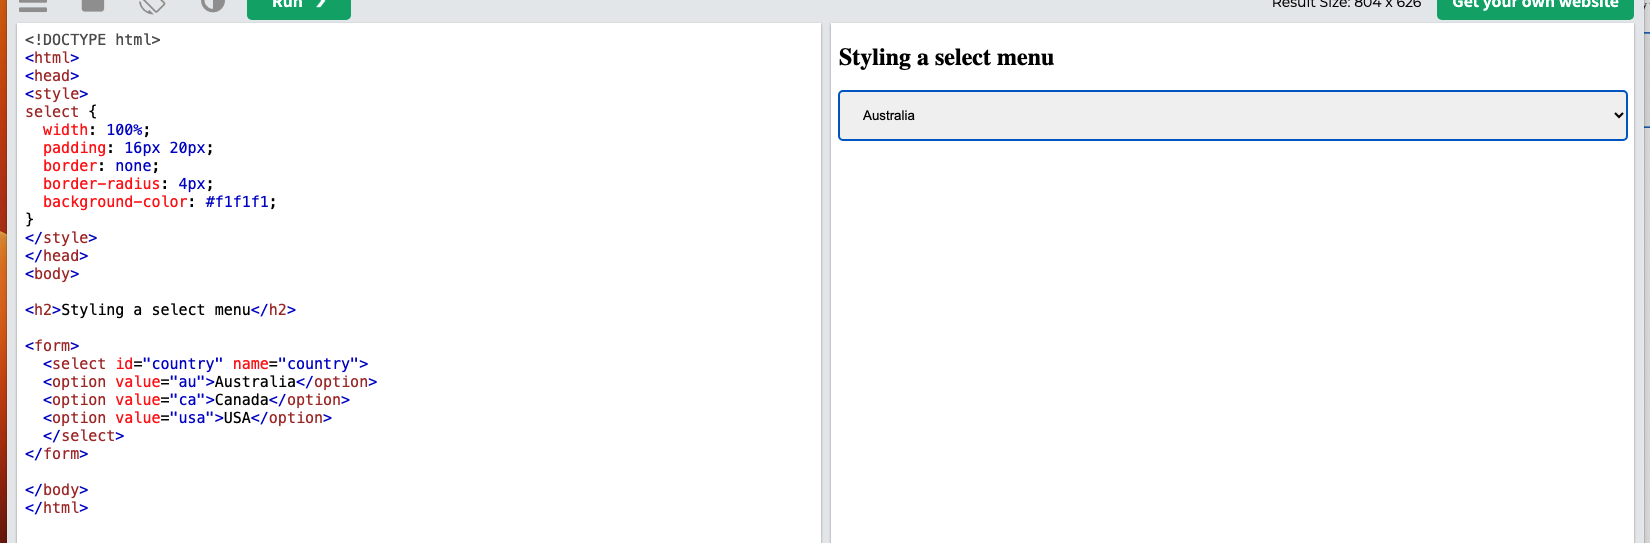 Run ❯
Result Size: 804 x 626
Get your own website
<!DOCTYPE html>
<html>
<head>
<style>
select {
  width: 100%;
  padding: 16px 20px;
  border: none;
  border-radius: 4px;
  background-color: #f1f1f1;
}
</style>
</head>
<body>

<h2>Styling a select menu</h2>

<form>
  <select id="country" name="country">
  <option value="au">Australia</option>
  <option value="ca">Canada</option>
  <option value="usa">USA</option>
  </select>
</form>

</body>
</html>
Styling a select menu
Australia